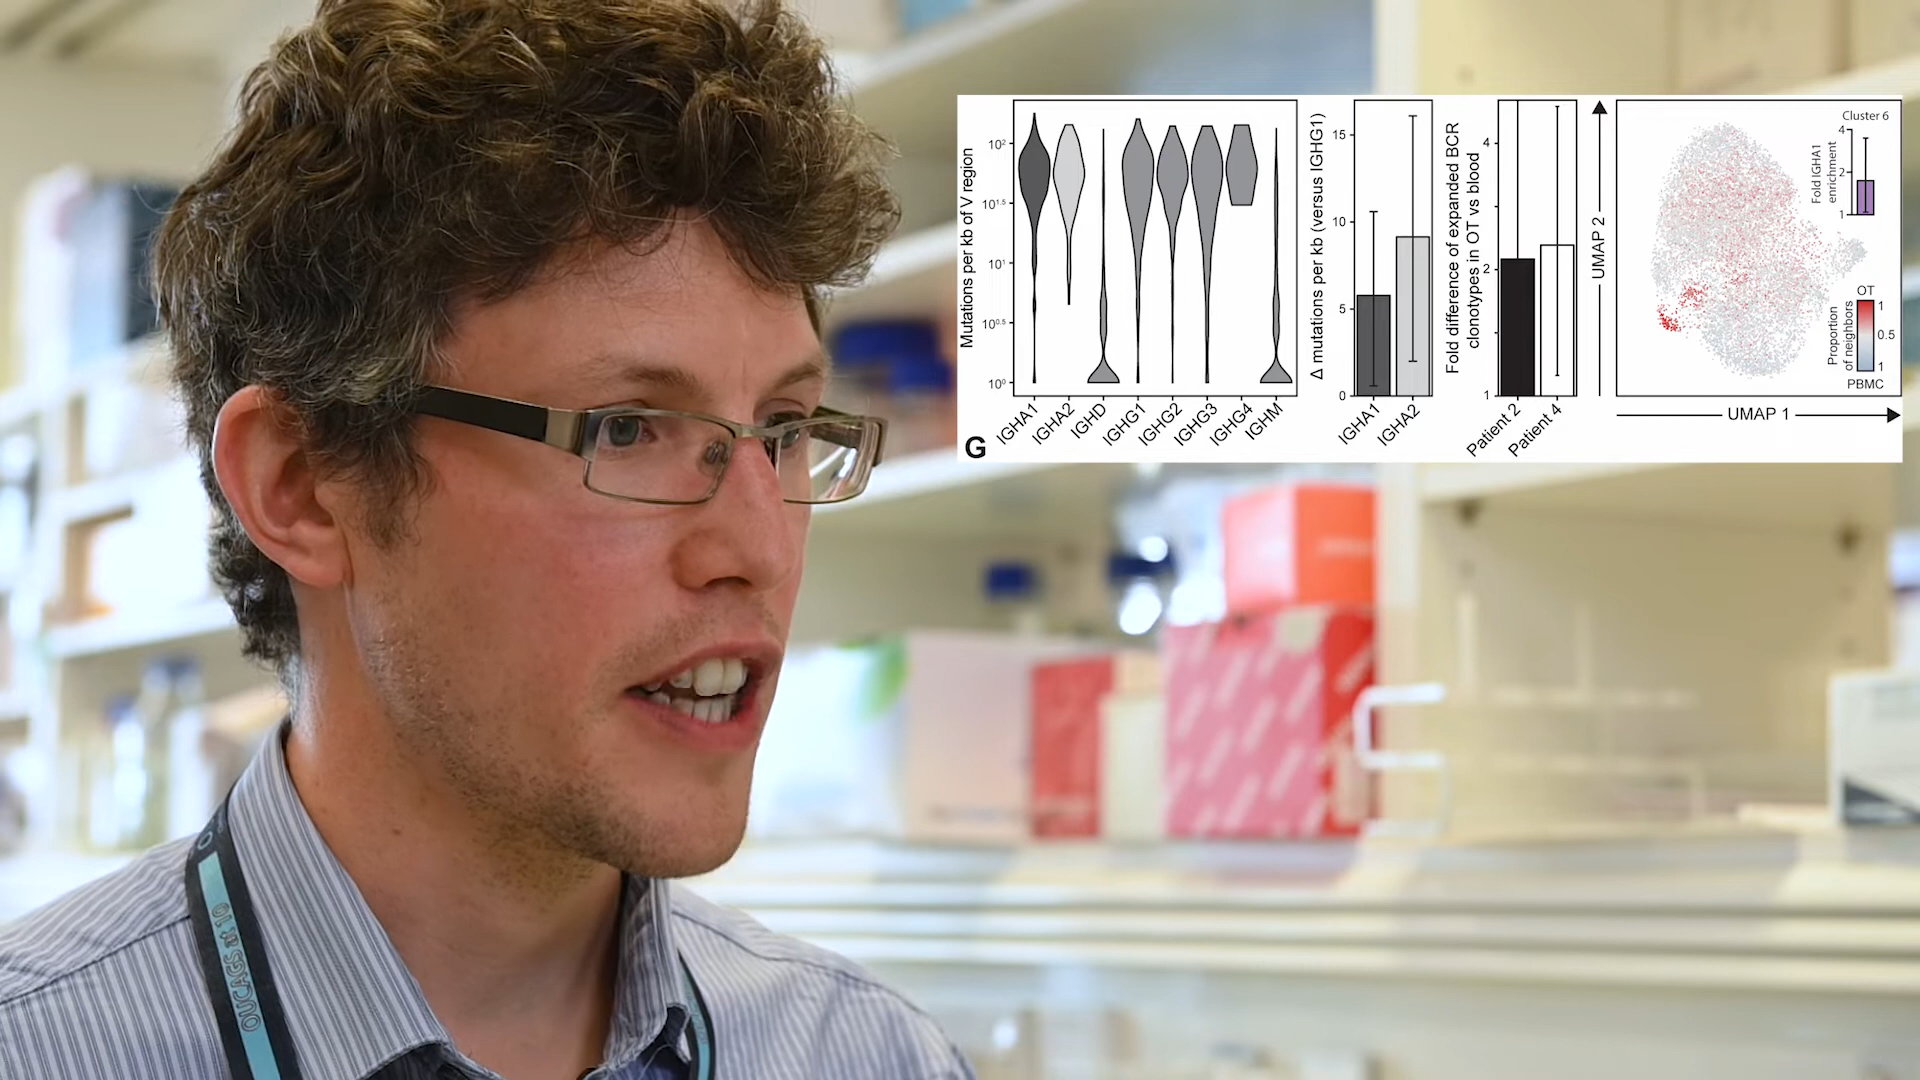 Mutations per kb of V region
10²
10¹·⁵
10¹
10⁰·⁵
10⁰
IGHA1
IGHA2
IGHD
IGHG1
IGHG2
IGHG3
IGHG4
IGHM
G
Δ mutations per kb (versus IGHG1)
15
10
5
0
IGHA1
IGHA2
Fold difference of expanded BCR
clonotypes in OT vs blood
4
2
1
Patient 2
Patient 4
UMAP 2
UMAP 1
Cluster 6
Fold IGHA1
enrichment
4
2
1
OT
Proportion
of neighbors
1
0.5
1
PBMC
OUCAGS at 10